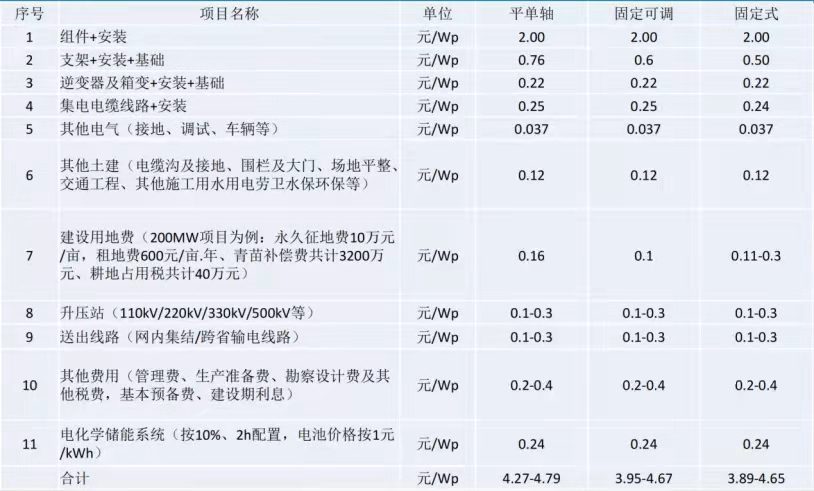 序号 项目名称 单位 平单轴 固定可调 固定式
1 组件+安装 元/Wp 2.00 2.00 2.00
2 支架+安装+基础 元/Wp 0.76 0.6 0.50
3 逆变器及箱变+安装+基础 元/Wp 0.22 0.22 0.22
4 集电电缆线路+安装 元/Wp 0.25 0.25 0.24
5 其他电气（接地、调试、车辆等） 元/Wp 0.037 0.037 0.037
6 其他土建（电缆沟及接地、围栏及大门、场地平整、
交通工程、其他施工用水用电劳卫水保环保等） 元/Wp 0.12 0.12 0.12
7 建设用地费（200MW项目为例：永久征地费10万元
/亩，租地费600元/亩.年、青苗补偿费共计3200万
元、耕地占用税共计40万元） 元/Wp 0.16 0.1 0.11-0.3
8 升压站（110kV/220kV/330kV/500kV等） 元/Wp 0.1-0.3 0.1-0.3 0.1-0.3
9 送出线路（网内集结/跨省输电线路） 元/Wp 0.1-0.3 0.1-0.3 0.1-0.3
10 其他费用（管理费、生产准备费、勘察设计费及其
他税费，基本预备费、建设期利息） 元/Wp 0.2-0.4 0.2-0.4 0.2-0.4
11 电化学储能系统（按10%、2h配置，电池价格按1元
/kWh） 元/Wp 0.24 0.24 0.24
合计 元/Wp 4.27-4.79 3.95-4.67 3.89-4.65